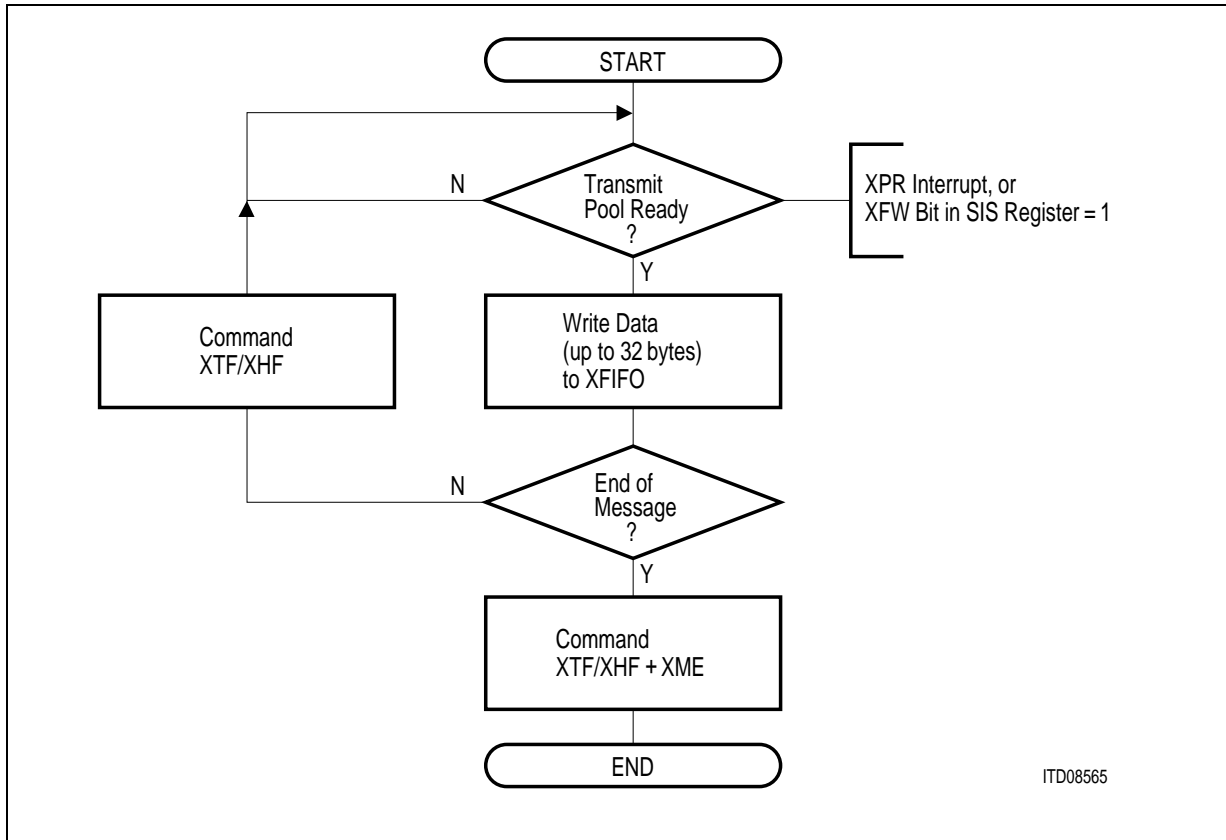 START
N
Transmit
Pool Ready
?
XPR Interrupt, or
XFW Bit in SIS Register = 1
Y
Command
XTF/XHF
Write Data
(up to 32 bytes)
to XFIFO
N
End of
Message
?
Y
Command
XTF/XHF + XME
END
ITD08565